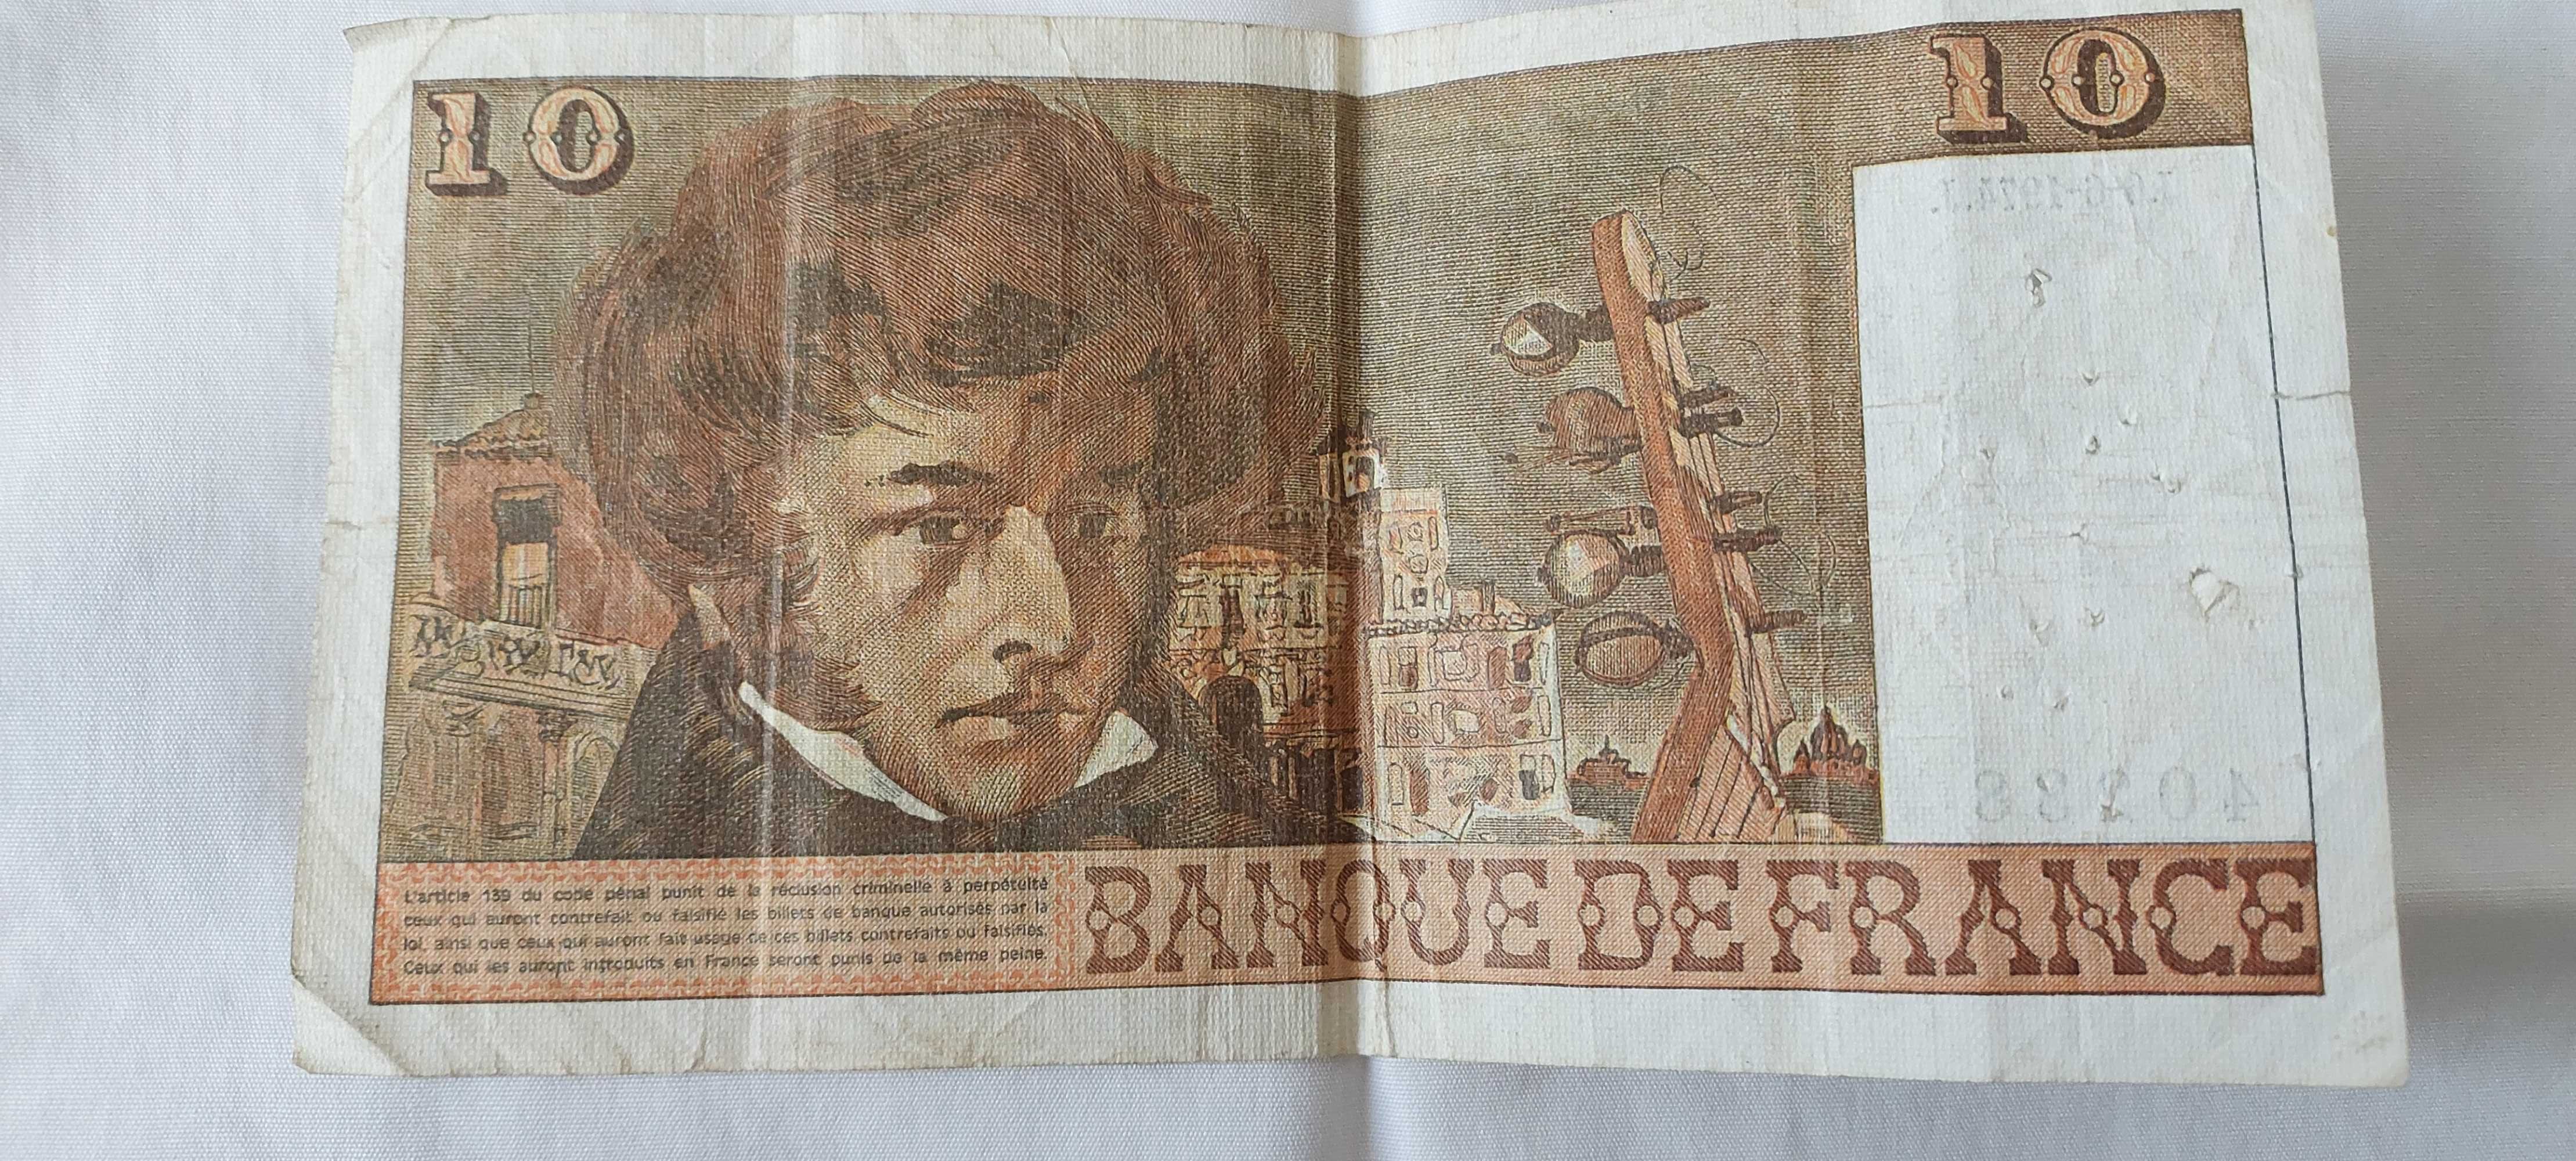 10 10
L'article 139 du code pénal punit de la réclusion criminelle à perpétuité
ceux qui auront contrefait ou falsifié les billets de banque autorisés par la
loi, ainsi que ceux qui auront fait usage de ces billets contrefaits ou falsifiés.
Ceux qui les auront introduits en France seront punis de la même peine.
BANQUE DE FRANCE